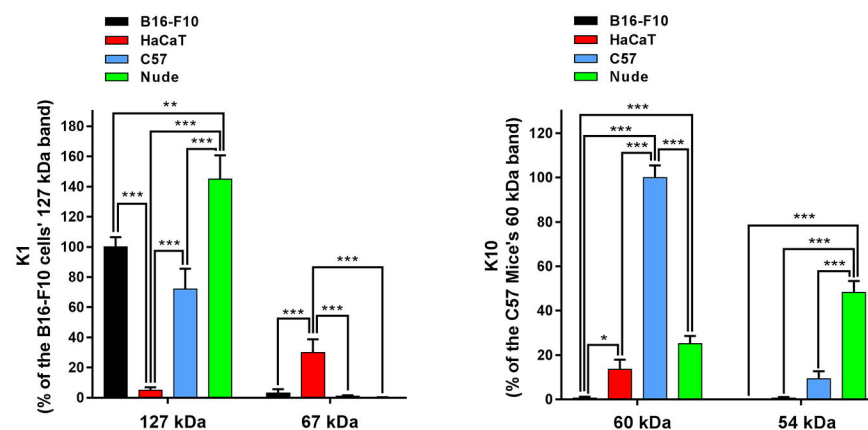 B16-F10
HaCaT
C57
Nude
K1
(% of the B16-F10 cells' 127 kDa band)
180
160
140
120
100
80
60
40
20
0
**
***
***
***
***
***
***
***
127 kDa
67 kDa
B16-F10
HaCaT
C57
Nude
K10
(% of the C57 Mice's 60 kDa band)
120
100
80
60
40
20
0
***
***
***
***
*
***
***
***
60 kDa
54 kDa